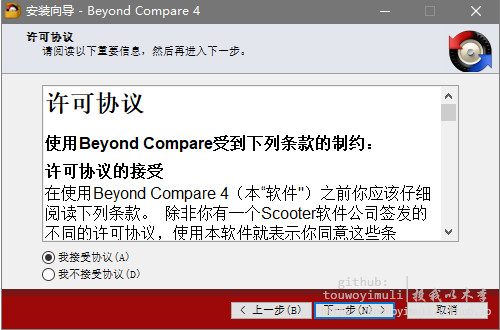 安装向导 - Beyond Compare 4
许可协议
请阅读以下重要信息，然后再进入下一步。
许可协议
使用Beyond Compare受到下列条款的制约：
许可协议的接受
在使用Beyond Compare 4（本“软件"）之前你应该仔细
阅读下列条款。 除非你有一个Scooter软件公司签发的
不同的许可协议，使用本软件就表示你同意这些条
我接受协议(A)
我不接受协议(D)
github:
touwoyimuli|投我以木李
< 上一步(B) 下一步(N) > 取消